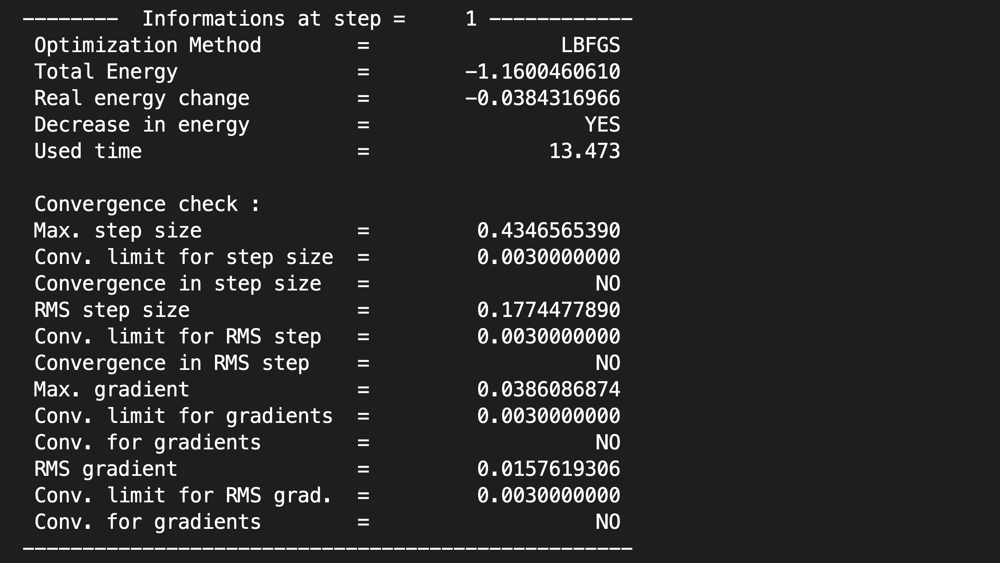 --------  Informations at step =     1 ------------
Optimization Method        =                LBFGS
Total Energy               =        -1.1600460610
Real energy change         =        -0.0384316966
Decrease in energy         =                  YES
Used time                  =               13.473
Convergence check :
Max. step size             =         0.4346565390
Conv. limit for step size  =         0.0030000000
Convergence in step size   =                   NO
RMS step size              =         0.1774477890
Conv. limit for RMS step   =         0.0030000000
Convergence in RMS step    =                   NO
Max. gradient              =         0.0386086874
Conv. limit for gradients  =         0.0030000000
Conv. for gradients        =                   NO
RMS gradient               =         0.0157619306
Conv. limit for RMS grad.  =         0.0030000000
Conv. for gradients        =                   NO
---------------------------------------------------